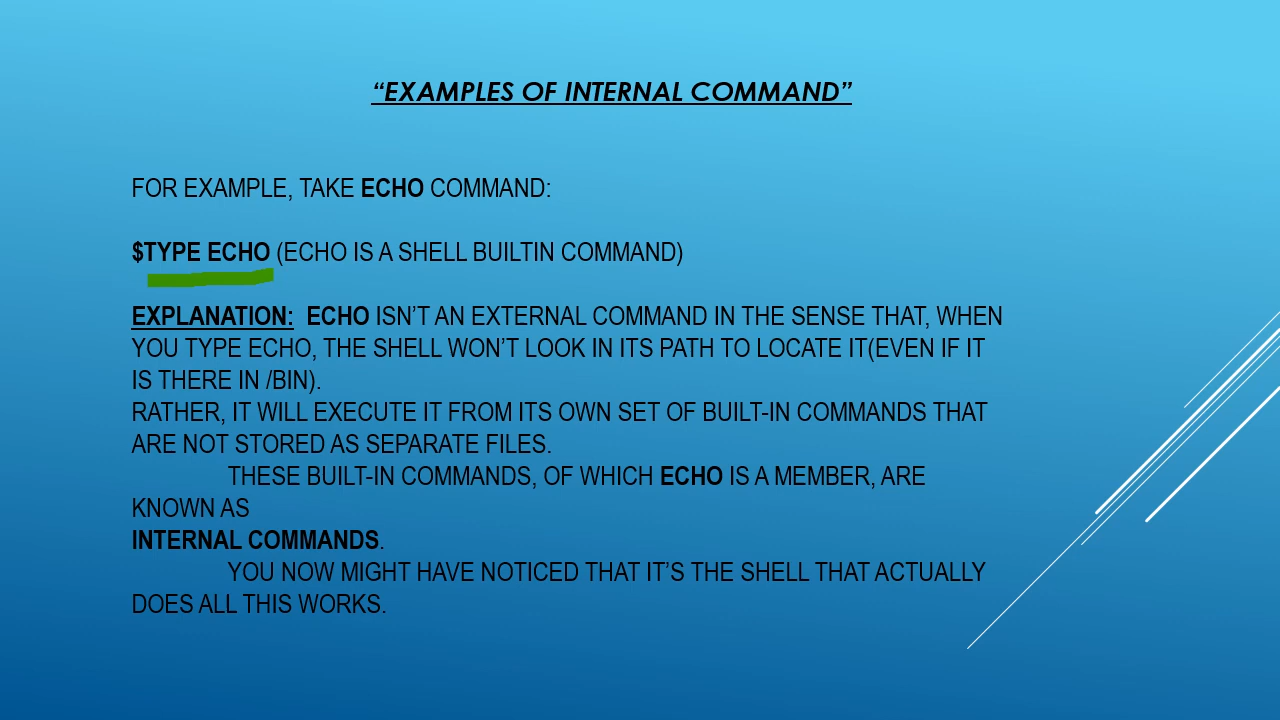 “EXAMPLES OF INTERNAL COMMAND”
FOR EXAMPLE, TAKE ECHO COMMAND:
$TYPE ECHO (ECHO IS A SHELL BUILTIN COMMAND)
EXPLANATION: ECHO ISN’T AN EXTERNAL COMMAND IN THE SENSE THAT, WHEN
YOU TYPE ECHO, THE SHELL WON’T LOOK IN ITS PATH TO LOCATE IT(EVEN IF IT
IS THERE IN /BIN).
RATHER, IT WILL EXECUTE IT FROM ITS OWN SET OF BUILT-IN COMMANDS THAT
ARE NOT STORED AS SEPARATE FILES.
THESE BUILT-IN COMMANDS, OF WHICH ECHO IS A MEMBER, ARE
KNOWN AS
INTERNAL COMMANDS.
YOU NOW MIGHT HAVE NOTICED THAT IT’S THE SHELL THAT ACTUALLY
DOES ALL THIS WORKS.